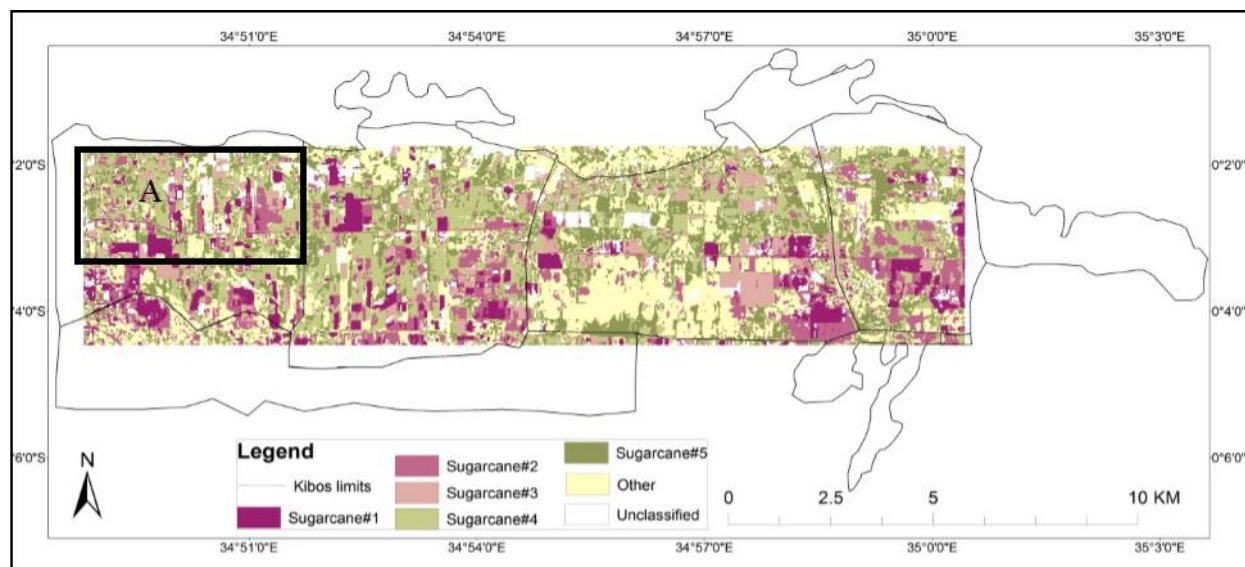 34°51'0"E 34°54'0"E 34°57'0"E 35°0'0"E 35°3'0"E
A
'2'0"S 0°2'0"
'4'0"S 0°4'0"
'6'0"S 0°6'0"
N
Legend
Kibos limits
Sugarcane#1
Sugarcane#2
Sugarcane#3
Sugarcane#4
Sugarcane#5
Other
Unclassified
0 2.5 5 10 KM
34°51'0"E 34°54'0"E 34°57'0"E 35°0'0"E 35°3'0"E